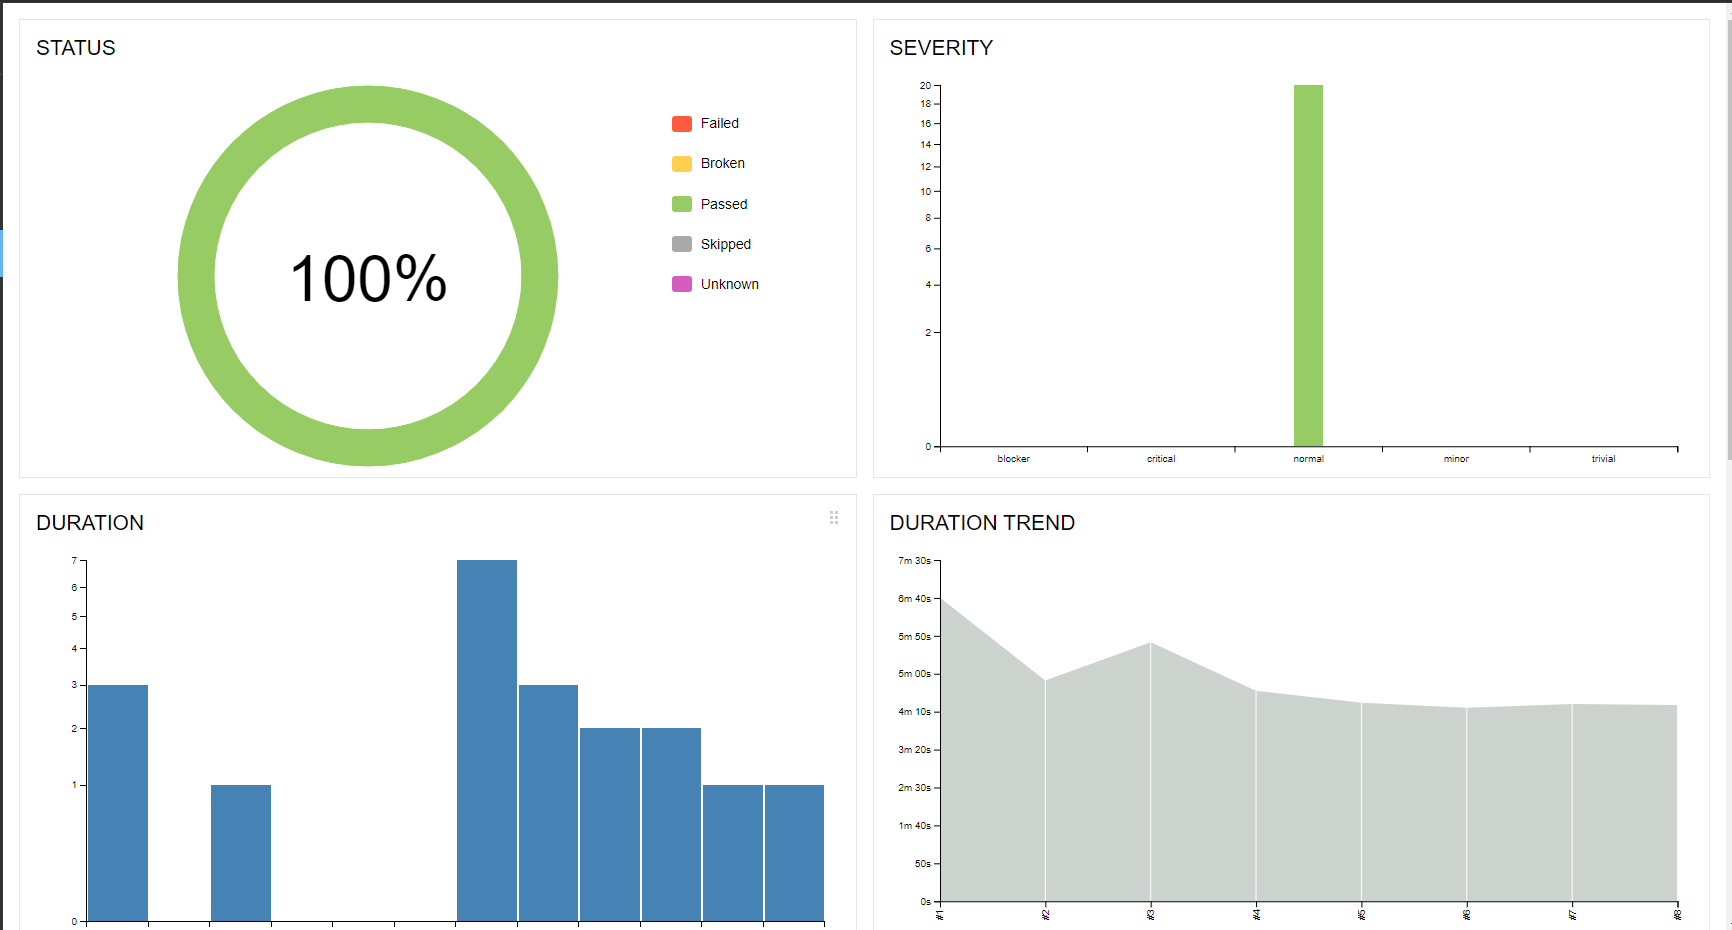 STATUS
100%
Failed
Broken
Passed
Skipped
Unknown
SEVERITY
20
18
16
14
12
10
8
6
4
2
0
blocker critical normal minor trivial
DURATION
7
6
5
4
3
2
1
0
DURATION TREND
7m 30s
6m 40s
5m 50s
5m 00s
4m 10s
3m 20s
2m 30s
1m 40s
50s
0s
#1 #2 #3 #4 #5 #6 #7 #8